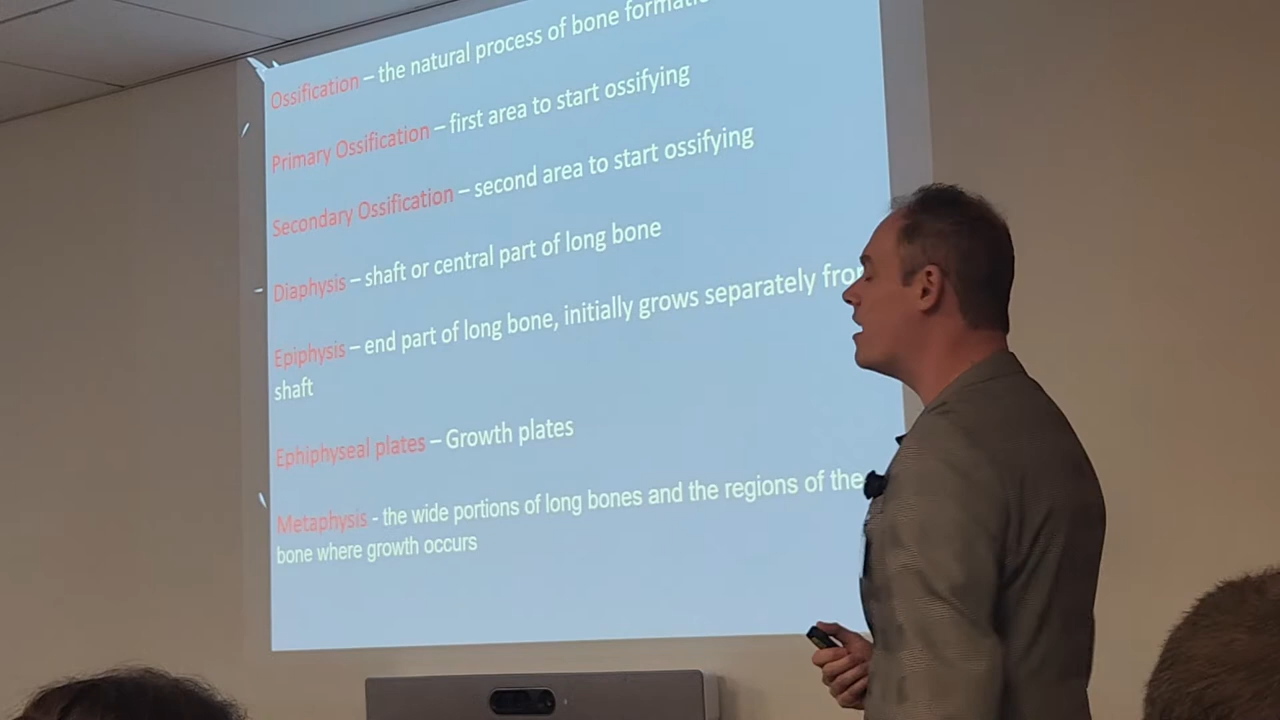 Ossification – the natural process of bone
Primary Ossification – first area to start ossifying
Secondary Ossification – second area to start ossifying
Diaphysis – shaft or central part of long bone
Epiphysis – end part of long bone, initially grows separately
shaft
Ephiphyseal plates – Growth plates
Metaphysis - the wide portions of long bones and the regions of the
bone where growth occurs